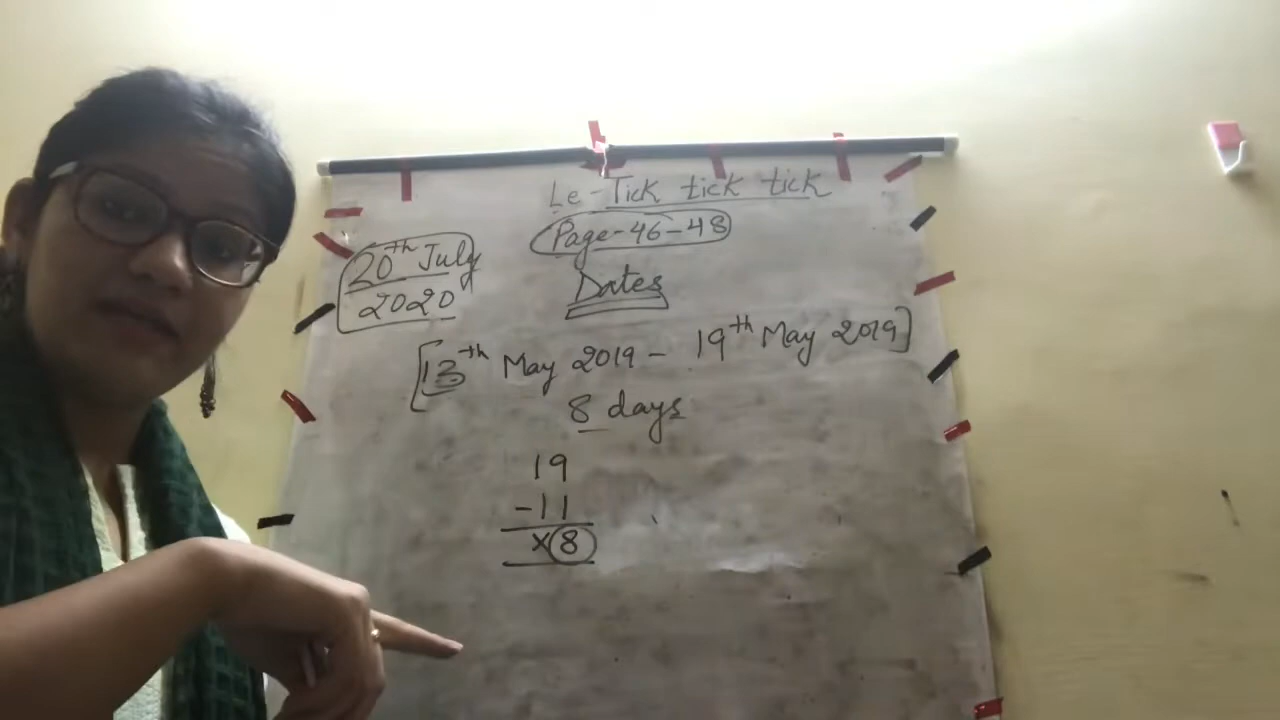 Le-Tick tick tick
Page-46-48
20th July
2020
Dates
[13th May 2019 - 19th May 2019]
8 days
19
-11
x8